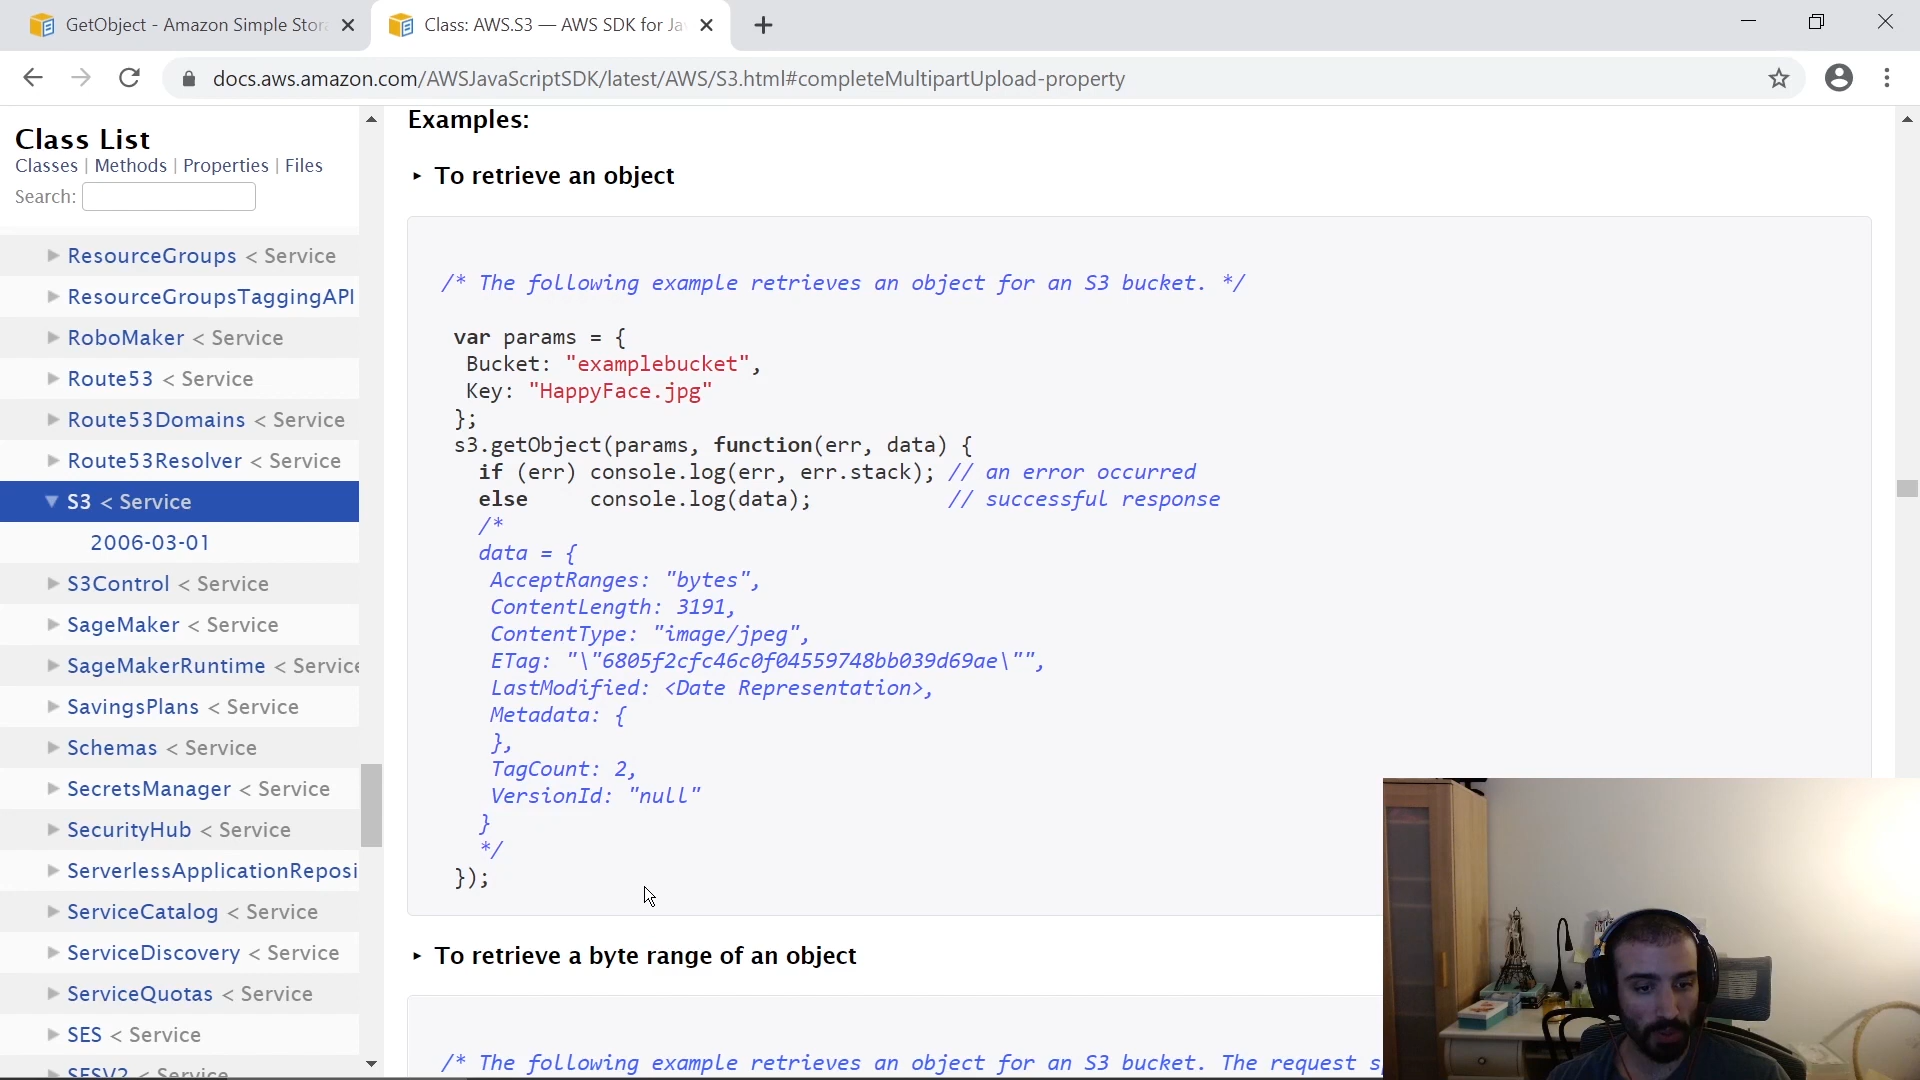 GetObject - Amazon Simple Stor
Class: AWS.S3 — AWS SDK for Ja
docs.aws.amazon.com/AWSJavaScriptSDK/latest/AWS/S3.html#completeMultipartUpload-property
Class List
Classes | Methods | Properties | Files
Search:
ResourceGroups < Service
ResourceGroupsTaggingAPI
RoboMaker < Service
Route53 < Service
Route53Domains < Service
Route53Resolver < Service
S3 < Service
2006-03-01
S3Control < Service
SageMaker < Service
SageMakerRuntime < Service
SavingsPlans < Service
Schemas < Service
SecretsManager < Service
SecurityHub < Service
ServerlessApplicationReposi
ServiceCatalog < Service
ServiceDiscovery < Service
ServiceQuotas < Service
SES < Service
SESV2 < Service
Examples:
To retrieve an object
/* The following example retrieves an object for an S3 bucket. */
var params = {
Bucket: "examplebucket",
Key: "HappyFace.jpg"
};
s3.getObject(params, function(err, data) {
if (err) console.log(err, err.stack); // an error occurred
else     console.log(data);           // successful response
/*
data = {
AcceptRanges: "bytes",
ContentLength: 3191,
ContentType: "image/jpeg",
ETag: "\"6805f2cfc46c0f04559748bb039d69ae\"",
LastModified: <Date Representation>,
Metadata: {
},
TagCount: 2,
VersionId: "null"
}
*/
});
To retrieve a byte range of an object
/* The following example retrieves an object for an S3 bucket. The request s